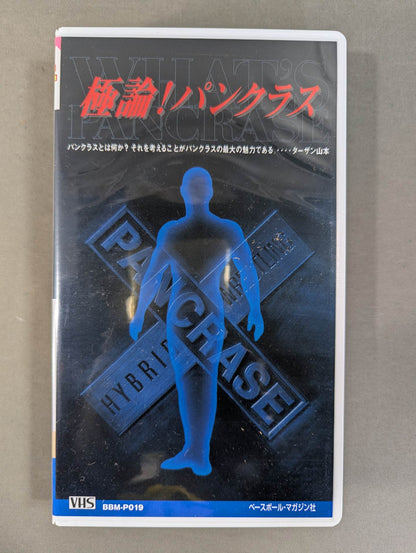 WHAT'S
PANCRASE
極論!パンクラス
パンクラスとは何か? それを考えることがパンクラスの最大の魅力である。‥‥ターザン山本
PANCRASE
HYBRID WRESTLING
VHS
BBM-P019
ベースボール・マガジン社